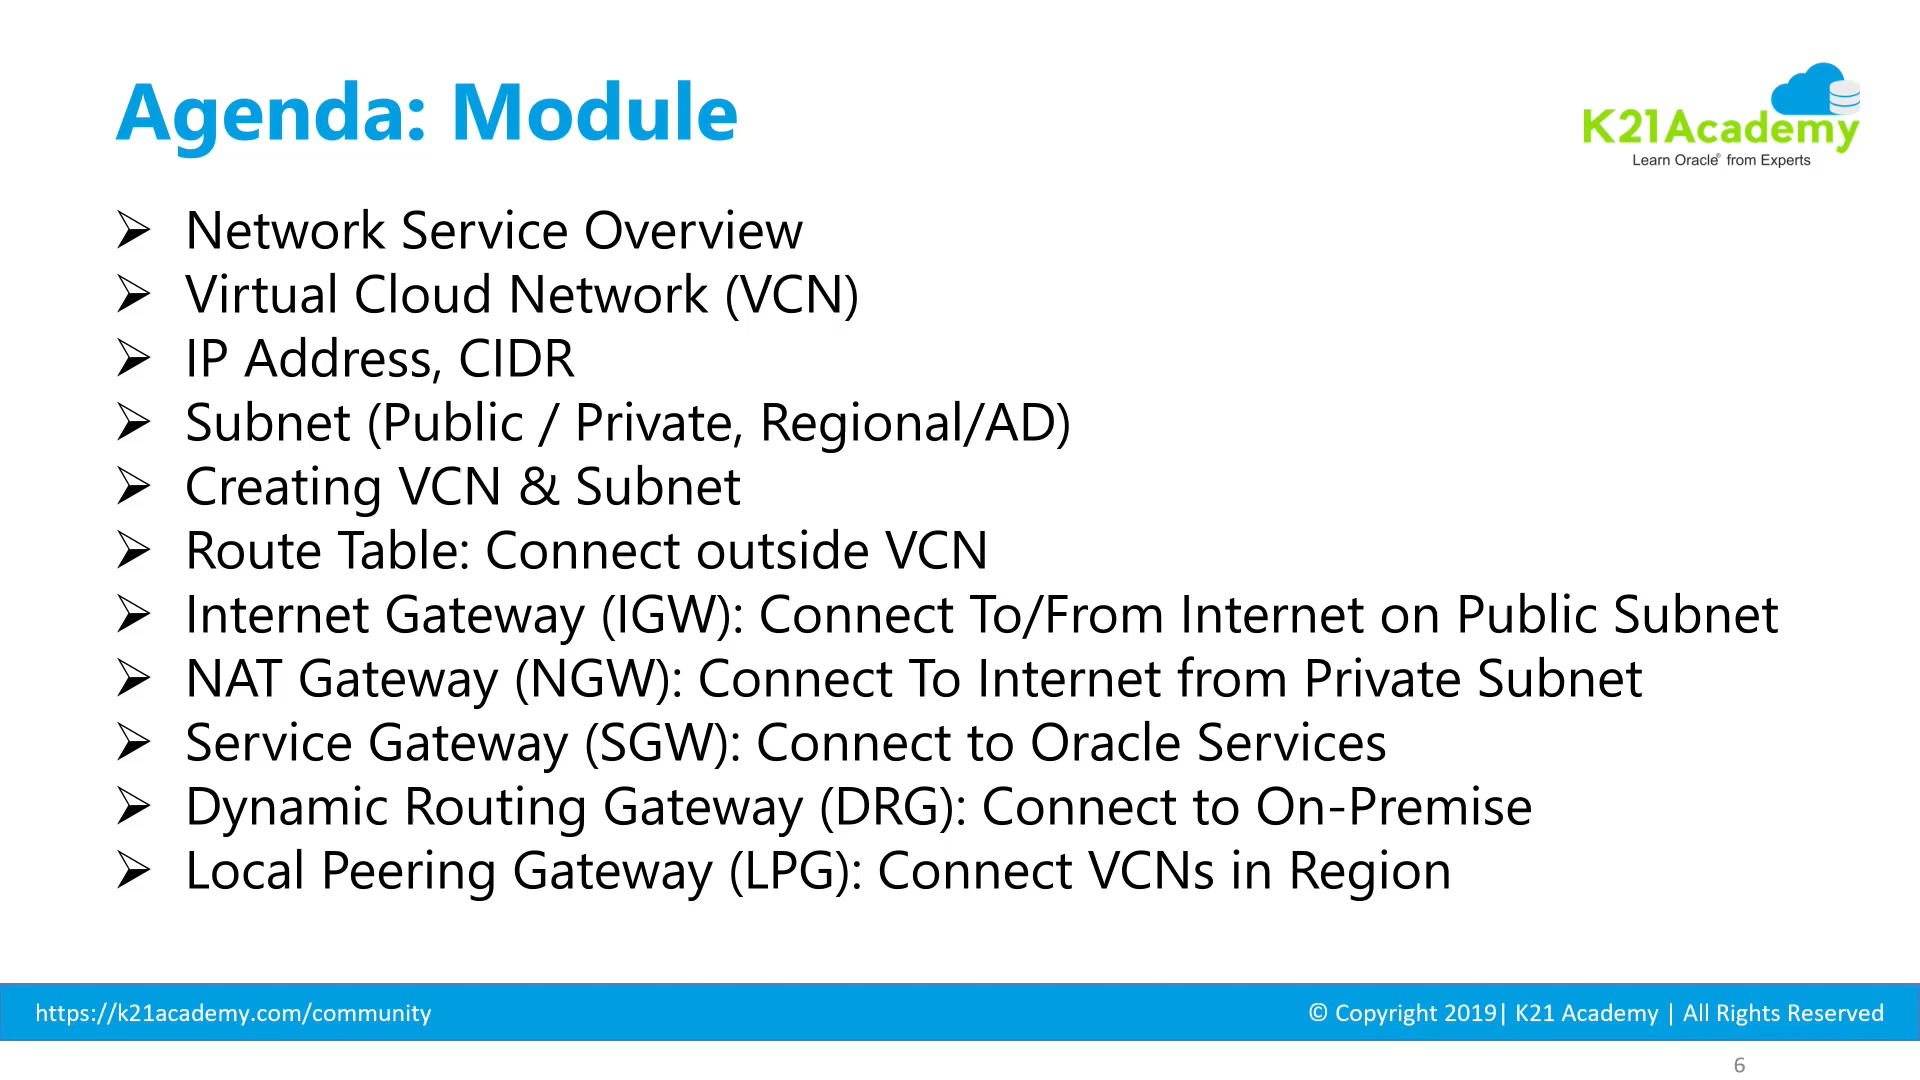 Agenda: Module
K21Academy
Learn Oracle® from Experts
➢ Network Service Overview
➢ Virtual Cloud Network (VCN)
➢ IP Address, CIDR
➢ Subnet (Public / Private, Regional/AD)
➢ Creating VCN & Subnet
➢ Route Table: Connect outside VCN
➢ Internet Gateway (IGW): Connect To/From Internet on Public Subnet
➢ NAT Gateway (NGW): Connect To Internet from Private Subnet
➢ Service Gateway (SGW): Connect to Oracle Services
➢ Dynamic Routing Gateway (DRG): Connect to On-Premise
➢ Local Peering Gateway (LPG): Connect VCNs in Region
https://k21academy.com/community
© Copyright 2019| K21 Academy | All Rights Reserved
6